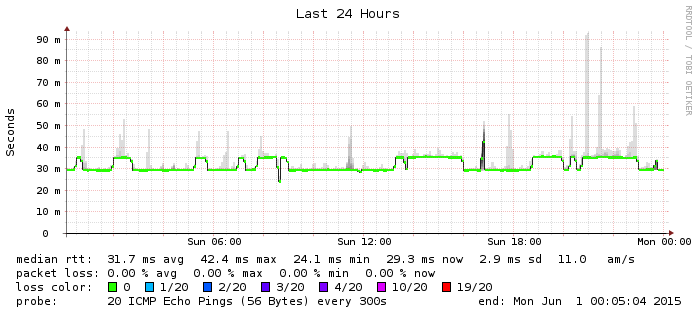 Last 24 Hours
RRDTOOL / TOBI OETIKER
Seconds
90 m
80 m
70 m
60 m
50 m
40 m
30 m
20 m
10 m
0
Sun 06:00 Sun 12:00 Sun 18:00 Mon 00:00
median rtt: 31.7 ms avg 42.4 ms max 24.1 ms min 29.3 ms now 2.9 ms sd 11.0 am/s
packet loss: 0.00 % avg 0.00 % max 0.00 % min 0.00 % now
loss color: 0 1/20 2/20 3/20 4/20 10/20 19/20
probe: 20 ICMP Echo Pings (56 Bytes) every 300s end: Mon Jun 1 00:05:04 2015